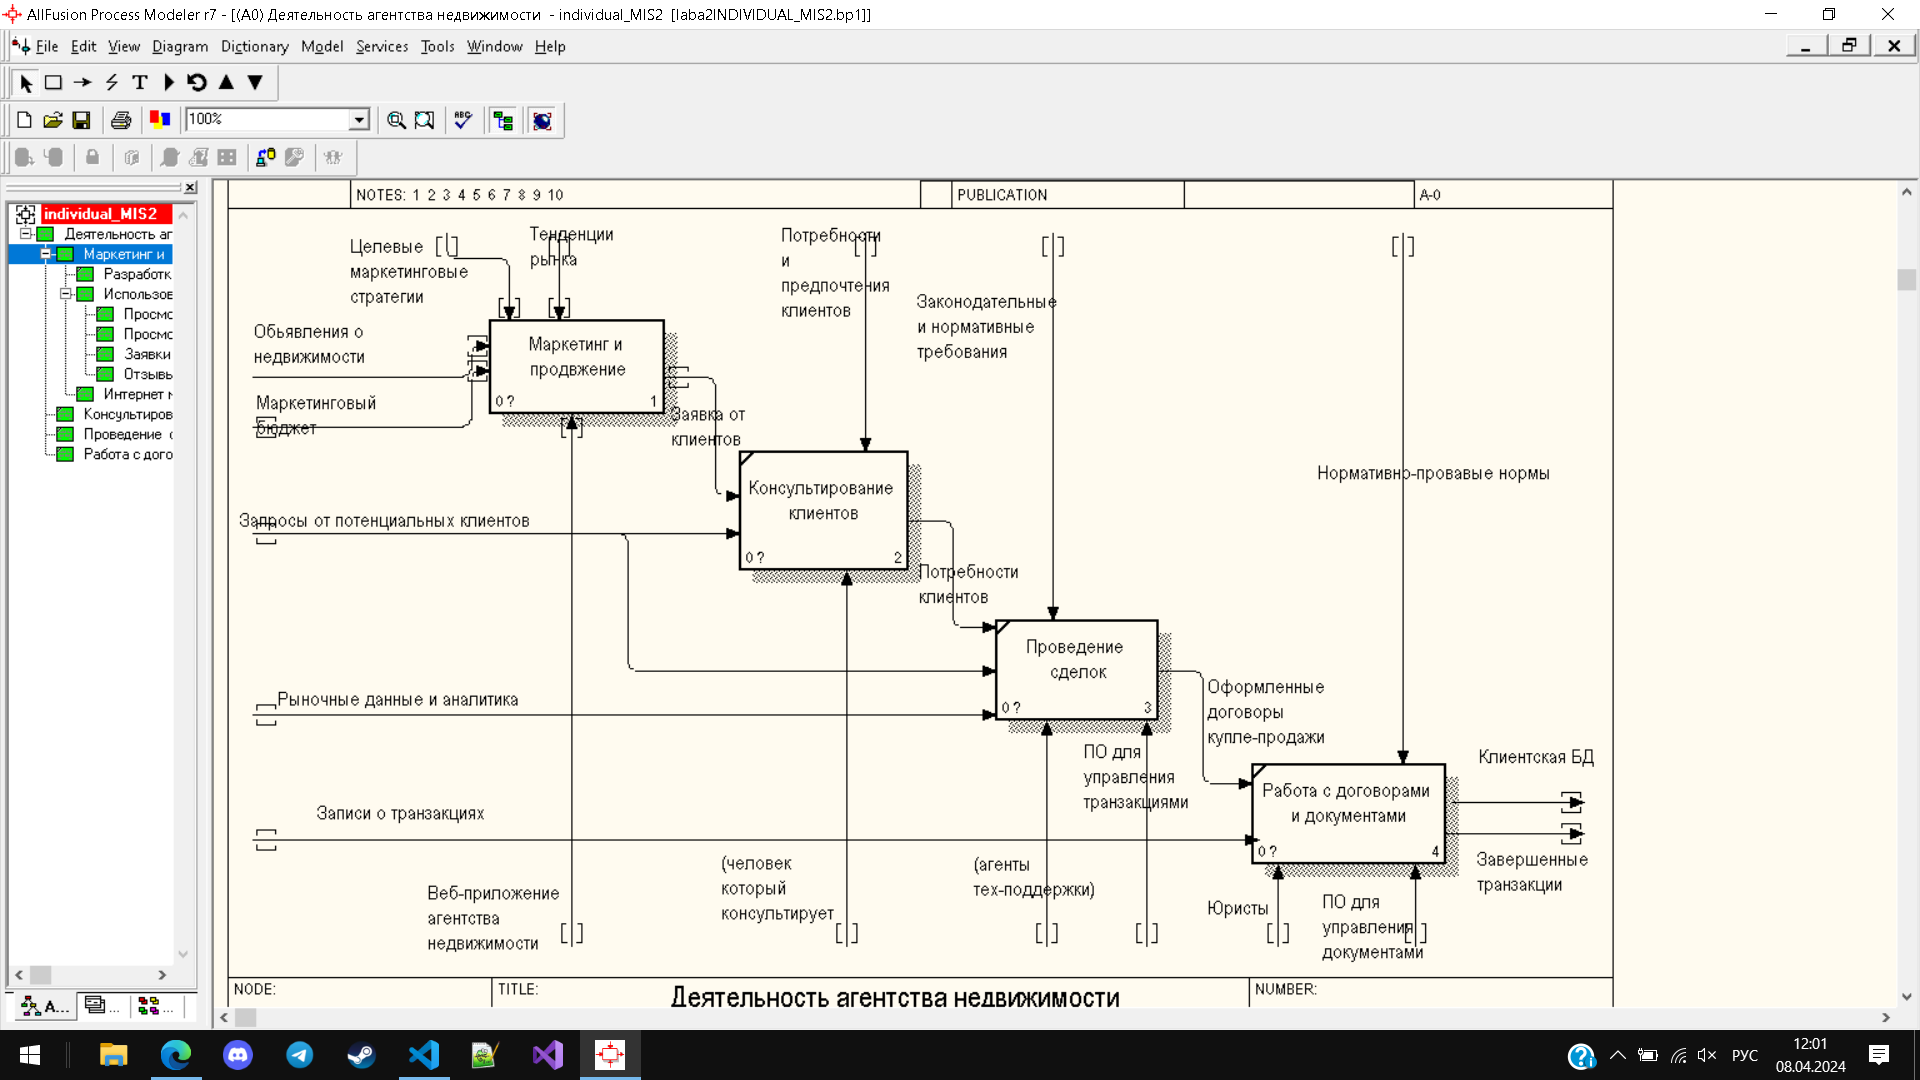 AllFusion Process Modeler r7 - [(A0) Деятельность агентства недвижимости - individual_MIS2 [laba2INDIVIDUAL_MIS2.bp1]]
File Edit View Diagram Dictionary Model Services Tools Window Help
100%
individual_MIS2
Деятельность аг
Маркетинг и
Разработк
Использов
Просмо
Просмо
Заявки
Отзывь
Интернет м
Консультиров
Проведение с
Работа с дого
A...
...
...
NOTES: 1 2 3 4 5 6 7 8 9 10
PUBLICATION
A-0
Целевые
маркетинговые
стратегии
Тенденции
рынка
Потребности
и
предпочтения
клиентов
Законодательные
и нормативные
требования
Нормативно-провавые нормы
Обьявления о
недвижимости
Маркетинговый
бюджет
Маркетинг и
продвжение
0 ? 1
Заявка от
клиентов
Запросы от потенциальных клиентов
Консультирование
клиентов
0 ? 2
Потребности
клиентов
Рыночные данные и аналитика
Проведение
сделок
0 ? 3
Оформленные
договоры
купле-продажи
ПО для
управления
транзакциями
Записи о транзакциях
Работа с договорами
и документами
0 ? 4
Клиентская БД
Завершенные
транзакции
Веб-приложение
агентства
недвижимости
(человек
который
консультирует
(агенты
тех-поддержки)
Юристы
ПО для
управления
документами
NODE:
TITLE:
Деятельность агентства недвижимости
NUMBER:
РУС
12:01
08.04.2024